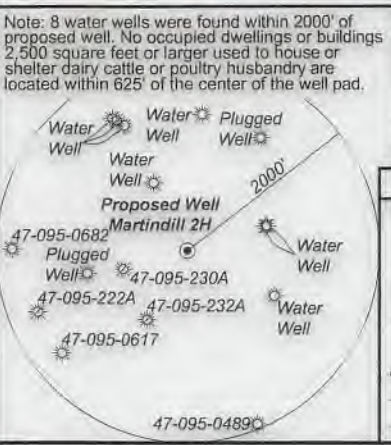 Note: 8 water wells were found within 2000' of
proposed well. No occupied dwellings or buildings
2,500 square feet or larger used to house or
shelter dairy cattle or poultry husbandry are
located within 625' of the center of the well pad.
Water
Well
Water
Well
Plugged
Well
Water
Well
2000'
Proposed Well
Martindill 2H
47-095-0682
Plugged
Well
Water
Well
47-095-230A
47-095-222A
47-095-232A
Water
Well
47-095-0617
47-095-0489